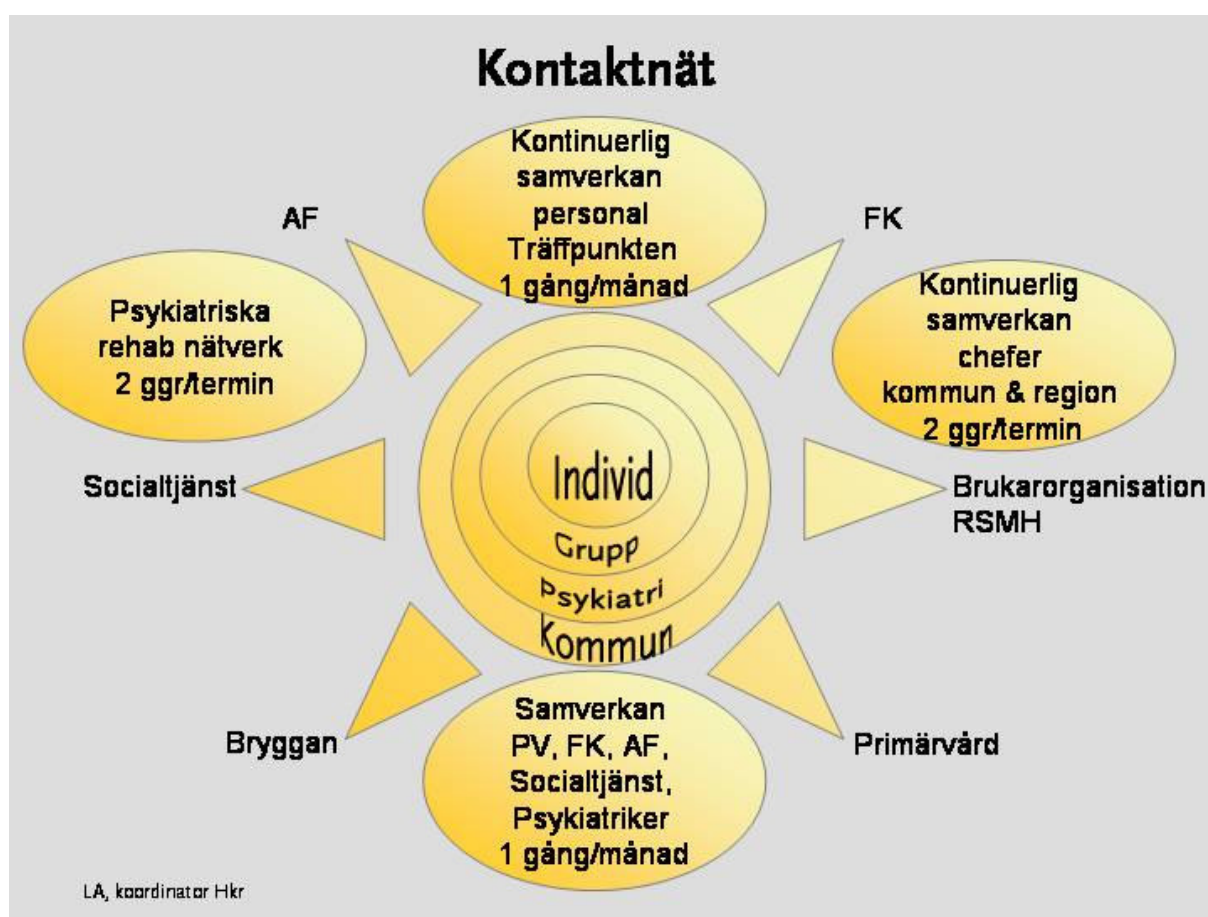 Kontaktnät
Kontinuerlig
samverkan
personal
Träffpunkten
1 gång/månad
AF
FK
Psykiatriska
rehab nätverk
2 ggr/termin
Kontinuerlig
samverkan
chefer
kommun & region
2 ggr/termin
Socialtjänst
Individ
Grupp
Psykiatri
Kommun
Brukarorganisation
RSMH
Bryggan
Samverkan
PV, FK, AF,
Socialtjänst,
Psykiatriker
1 gång/månad
Primärvård
LA, koordinator Hkr